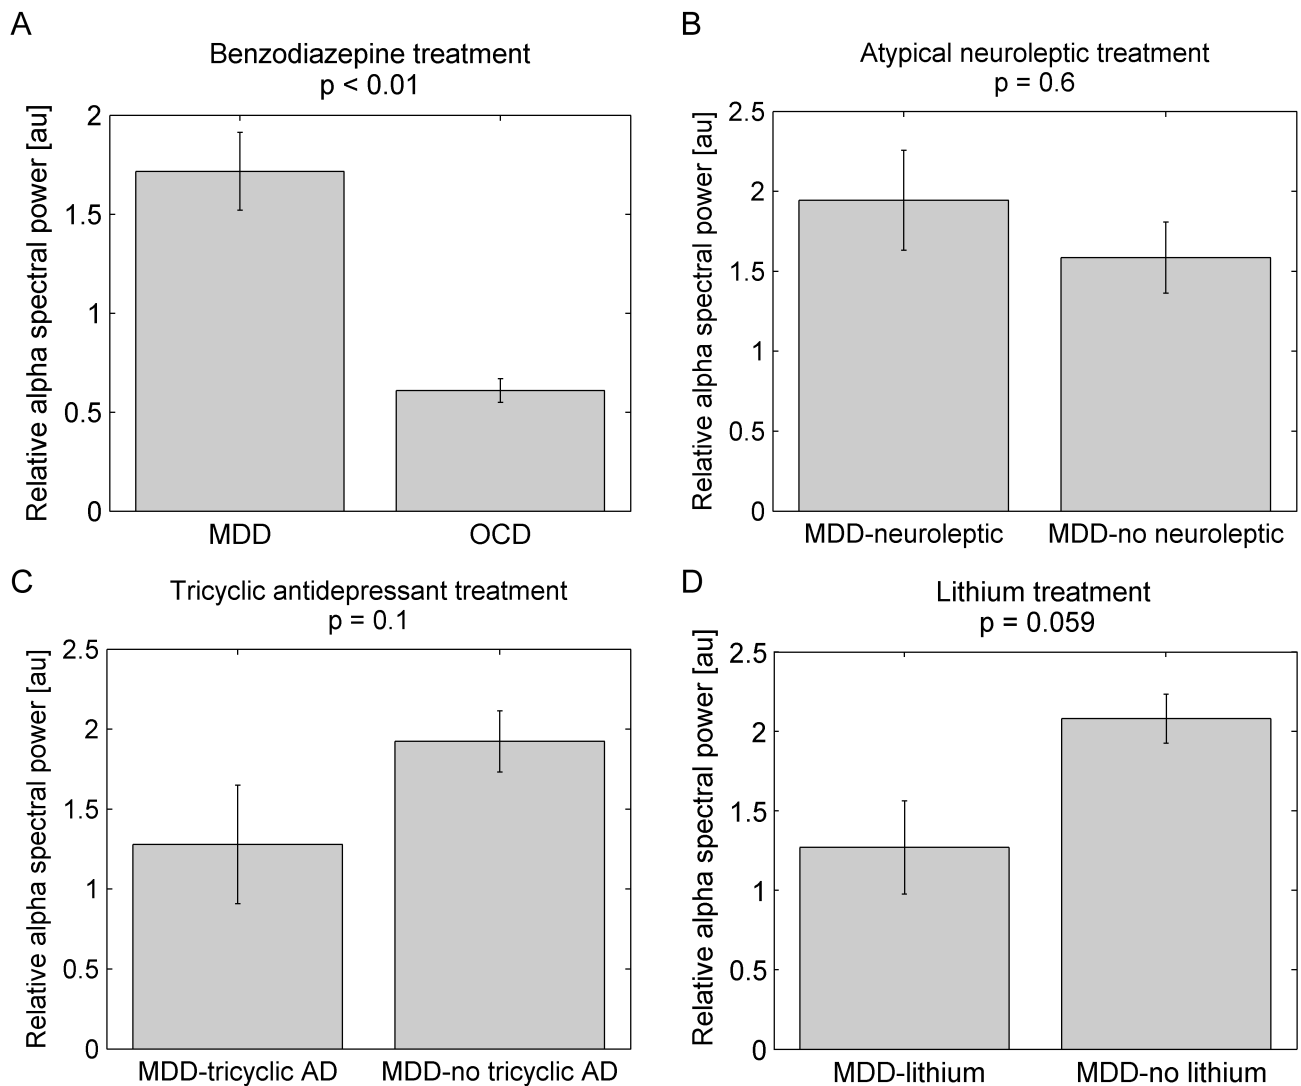 A
Benzodiazepine treatment
p < 0.01
Relative alpha spectral power [au]
2
1.5
1
0.5
0
MDD
OCD
B
Atypical neuroleptic treatment
p = 0.6
Relative alpha spectral power [au]
2.5
2
1.5
1
0.5
0
MDD-neuroleptic
MDD-no neuroleptic
C
Tricyclic antidepressant treatment
p = 0.1
Relative alpha spectral power [au]
2.5
2
1.5
1
0.5
0
MDD-tricyclic AD
MDD-no tricyclic AD
D
Lithium treatment
p = 0.059
Relative alpha spectral power [au]
2.5
2
1.5
1
0.5
0
MDD-lithium
MDD-no lithium